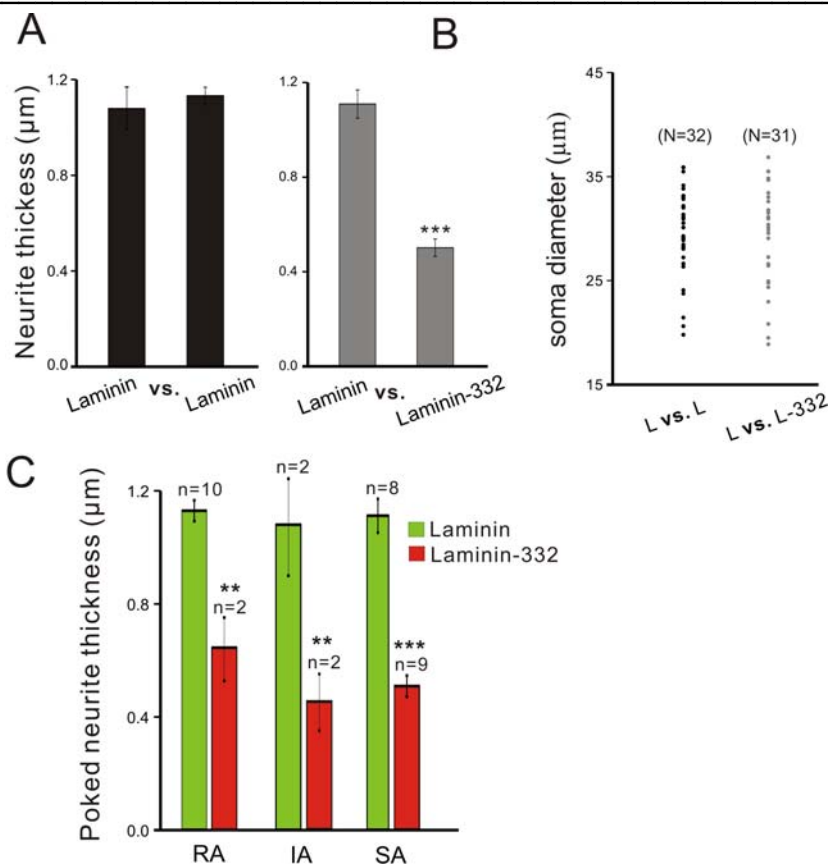 A
B
Neurite thickess (µm)
1.2
0.8
0.4
0.0
Laminin vs. Laminin
1.2
0.8
0.4
0.0
***
Laminin vs. Laminin-332
soma diameter (µm)
45
35
25
15
(N=32) (N=31)
L vs. L L vs. L-332
C
Poked neurite thickness (µm)
1.2
0.8
0.4
0.0
n=10
**
n=2
n=2
**
n=2
n=8
***
n=9
Laminin
Laminin-332
RA IA SA